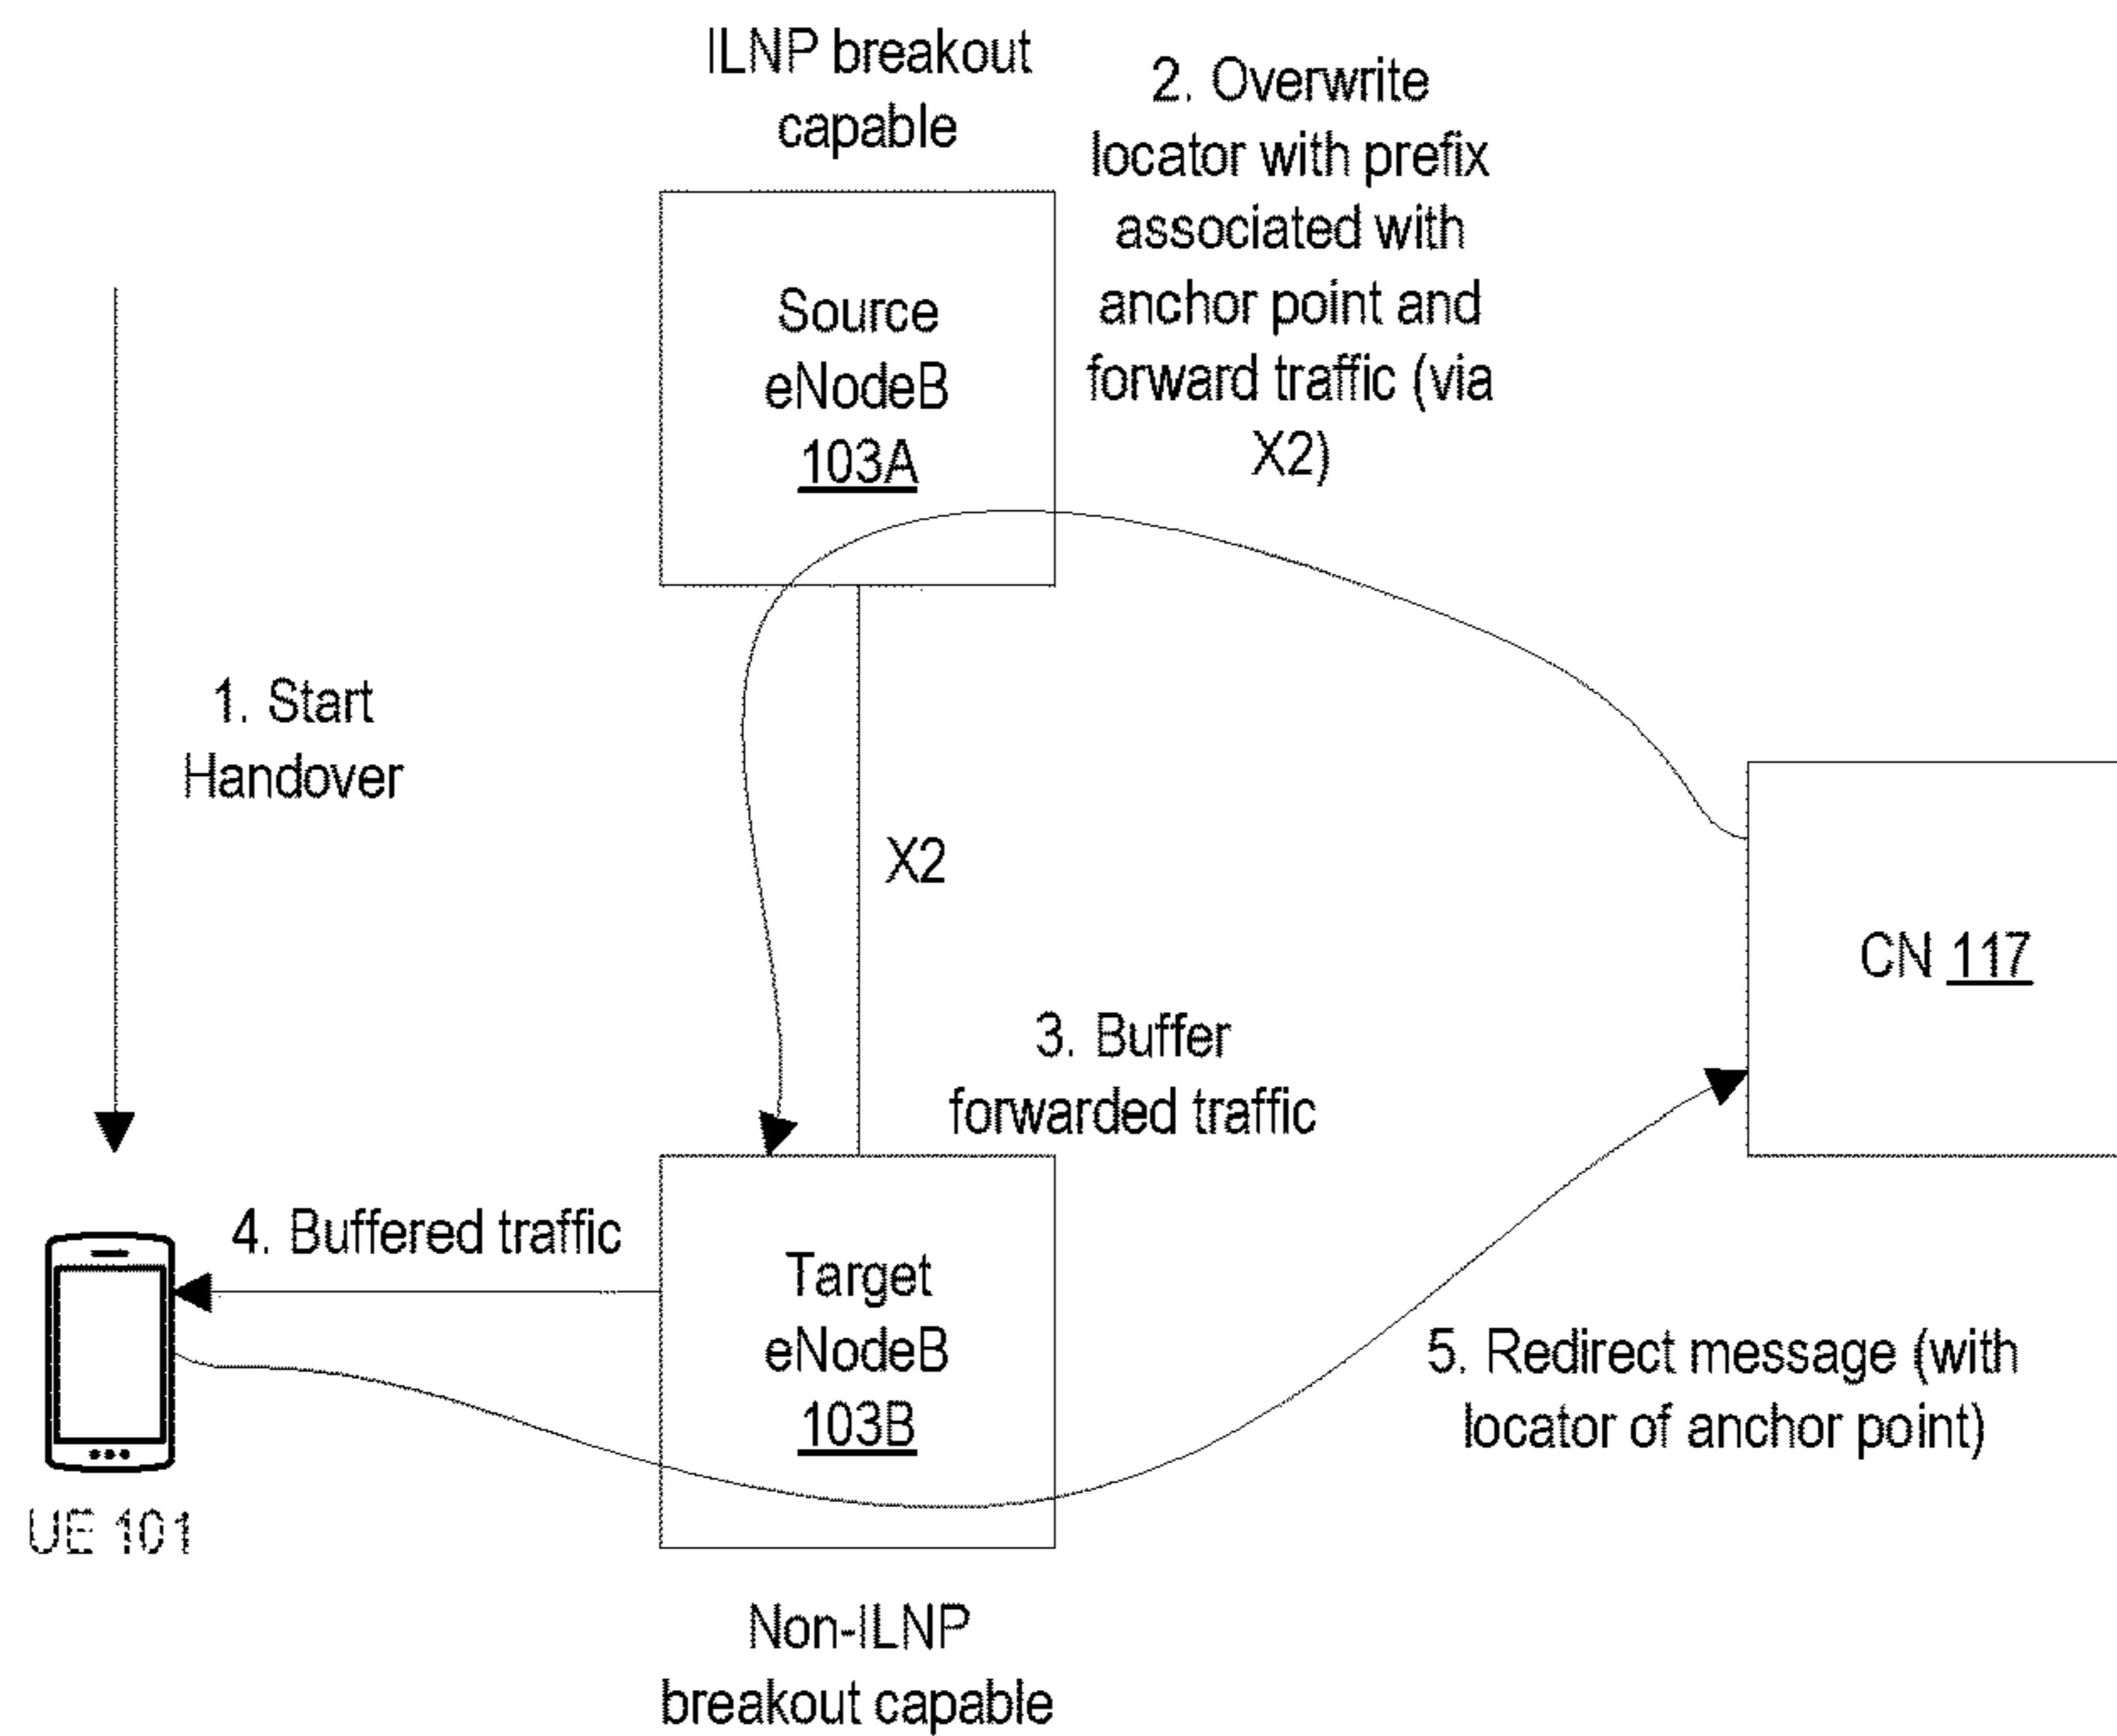 ILNP breakout
capable
2. Overwrite
locator with prefix
associated with
anchor point and
forward traffic (via
X2)
Source
eNodeB
103A
1. Start
Handover
X2
CN 117
3. Buffer
forwarded traffic
4. Buffered traffic
Target
eNodeB
103B
5. Redirect message (with
locator of anchor point)
UE 101
Non-ILNP
breakout capable